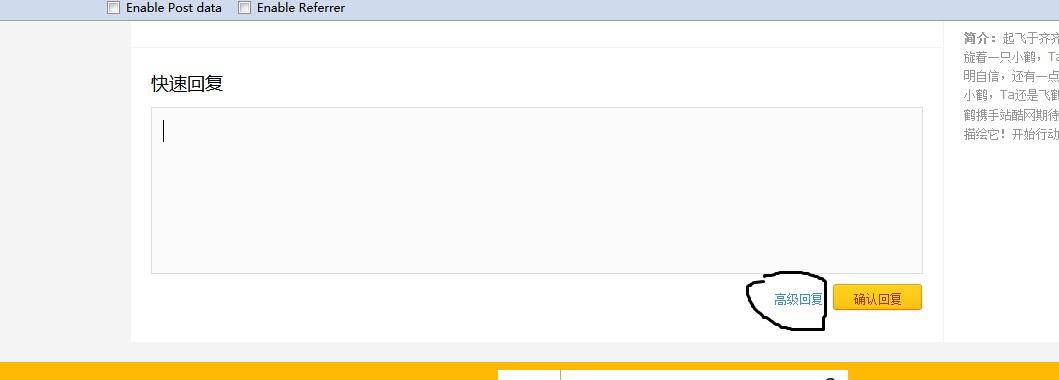 Enable Post data Enable Referrer
快速回复
高级回复 确认回复
简介：起飞于齐齐
旋着一只小鹤，Ta
明自信，还有一点
小鹤，Ta还是飞鹤
鹤携手站酷网期待
描绘它！开始行动